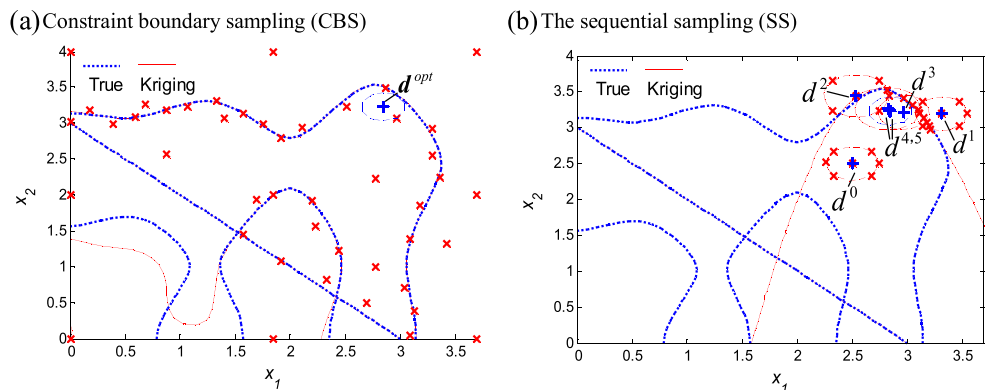 (a) Constraint boundary sampling (CBS)
4
3.5
3
2.5
2
1.5
1
0.5
0
0 0.5 1 1.5 2 2.5 3 3.5
x2
x1
True Kriging
d^opt
(b) The sequential sampling (SS)
4
3.5
3
2.5
2
1.5
1
0.5
0
0 0.5 1 1.5 2 2.5 3 3.5
x2
x1
True Kriging
d^2
d^3
d^1
d^4,5
d^0